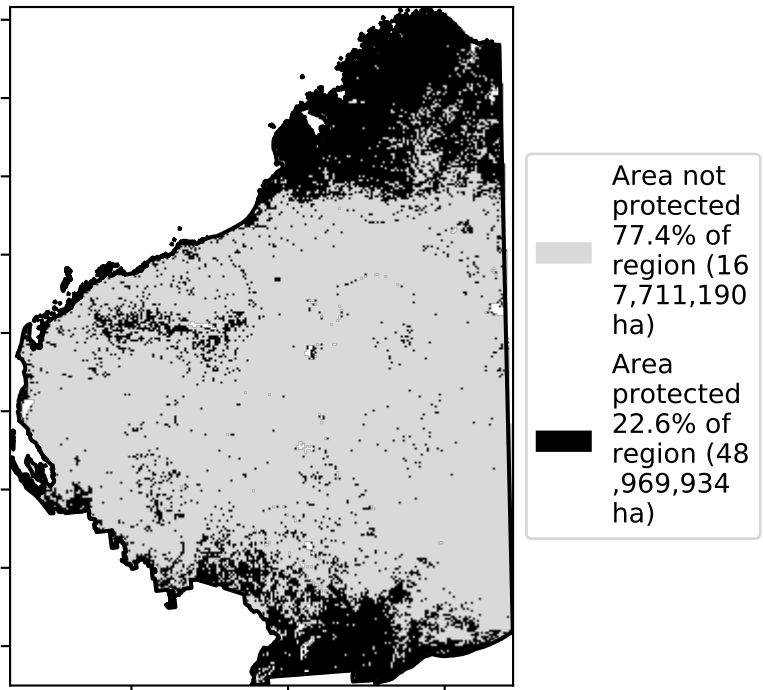 Area not
protected
77.4% of
region (16
7,711,190
ha)
Area
protected
22.6% of
region (48
,969,934
ha)